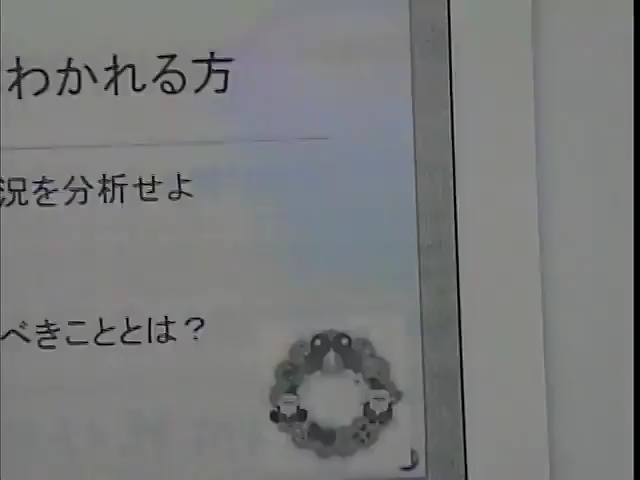 わかれる方
況を分析せよ
べきこととは？